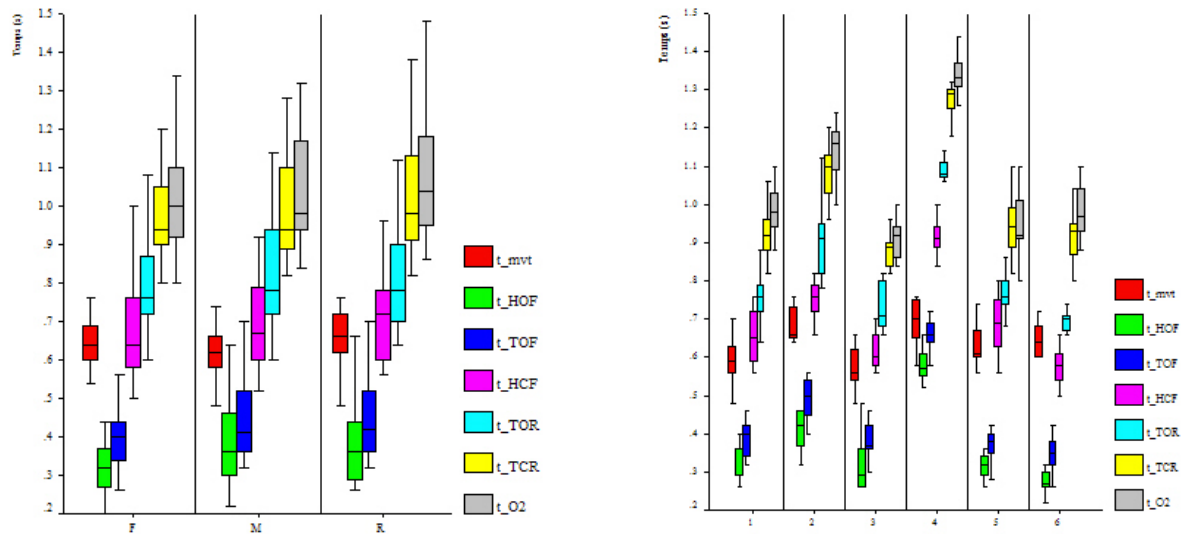 Temps (s)
1.5
1.4
1.3
1.2
1.1
1.0
.9
.8
.7
.6
.5
.4
.3
.2
F M R
t_mvt
t_HOF
t_TOF
t_HCF
t_TOR
t_TCR
t_O2
Temps (s)
1.5
1.4
1.3
1.2
1.1
1.0
.9
.8
.7
.6
.5
.4
.3
.2
1 2 3 4 5 6
t_mvt
t_HOF
t_TOF
t_HCF
t_TOR
t_TCR
t_O2